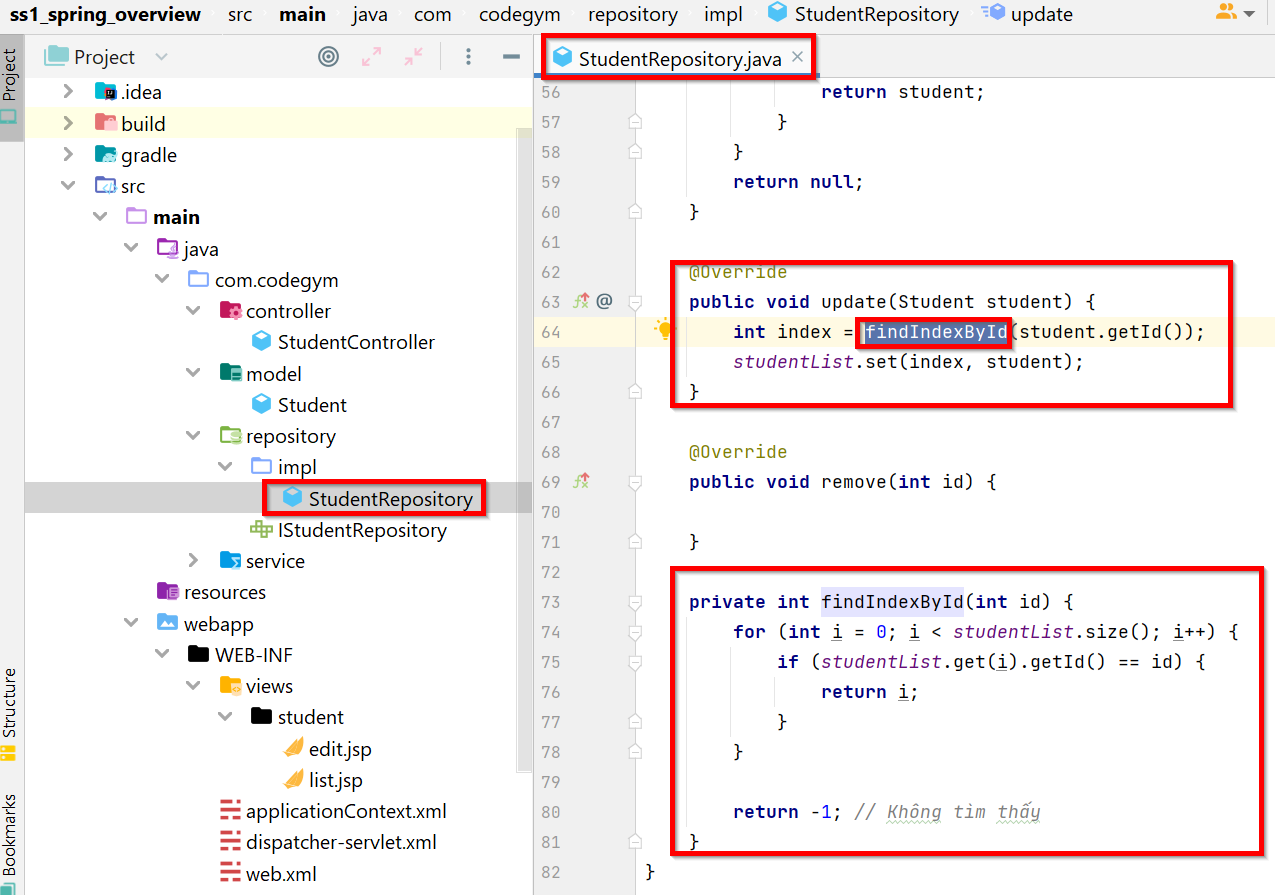 ss1_spring_overview src main java com codegym repository impl StudentRepository update
Project
Project
StudentRepository.java
.idea
build
gradle
src
main
java
com.codegym
controller
StudentController
model
Student
repository
impl
StudentRepository
IStudentRepository
service
resources
webapp
WEB-INF
views
student
edit.jsp
list.jsp
applicationContext.xml
dispatcher-servlet.xml
web.xml
Structure
Bookmarks
56 return student;
57 }
58 }
59 return null;
60 }
61
62 @Override
63 @ public void update(Student student) {
64 int index = findIndexById(student.getId());
65 studentList.set(index, student);
66 }
67
68 @Override
69 public void remove(int id) {
70
71 }
72
73 private int findIndexById(int id) {
74 for (int i = 0; i < studentList.size(); i++) {
75 if (studentList.get(i).getId() == id) {
76 return i;
77 }
78 }
79
80 return -1; // Không tìm thấy
81 }
82 }